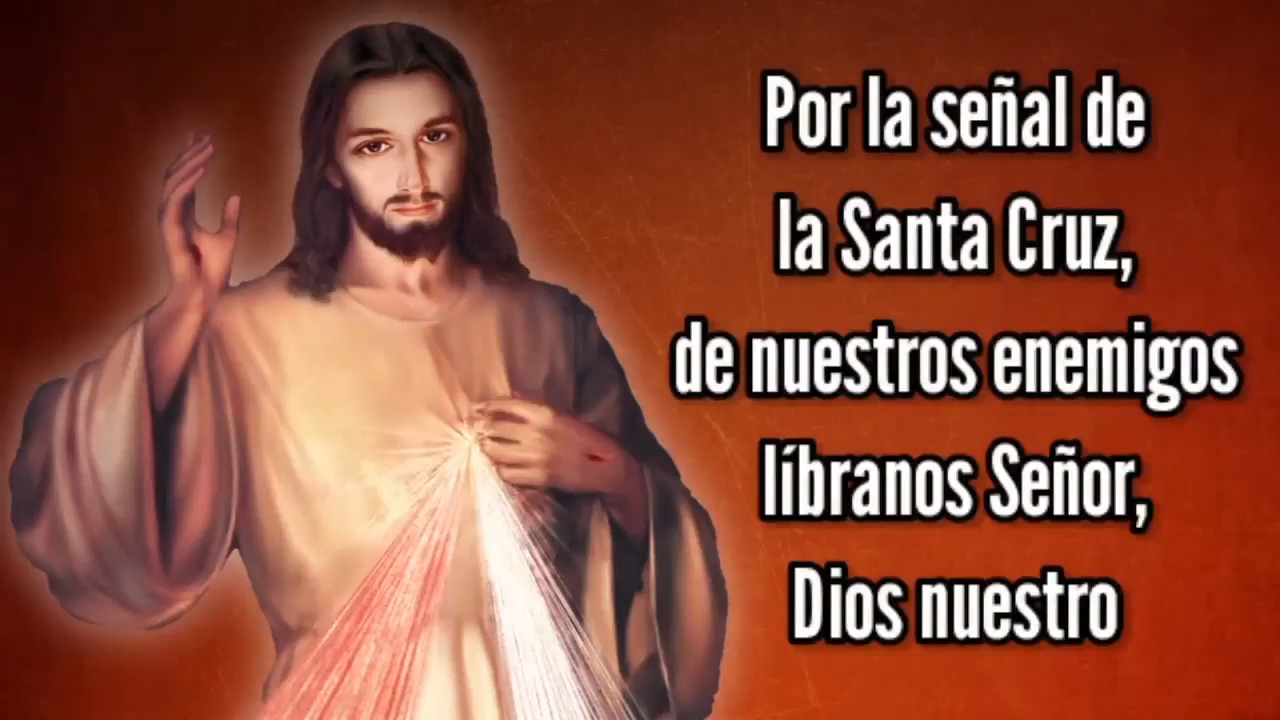 Por la señal de
la Santa Cruz,
de nuestros enemigos
líbranos Señor,
Dios nuestro